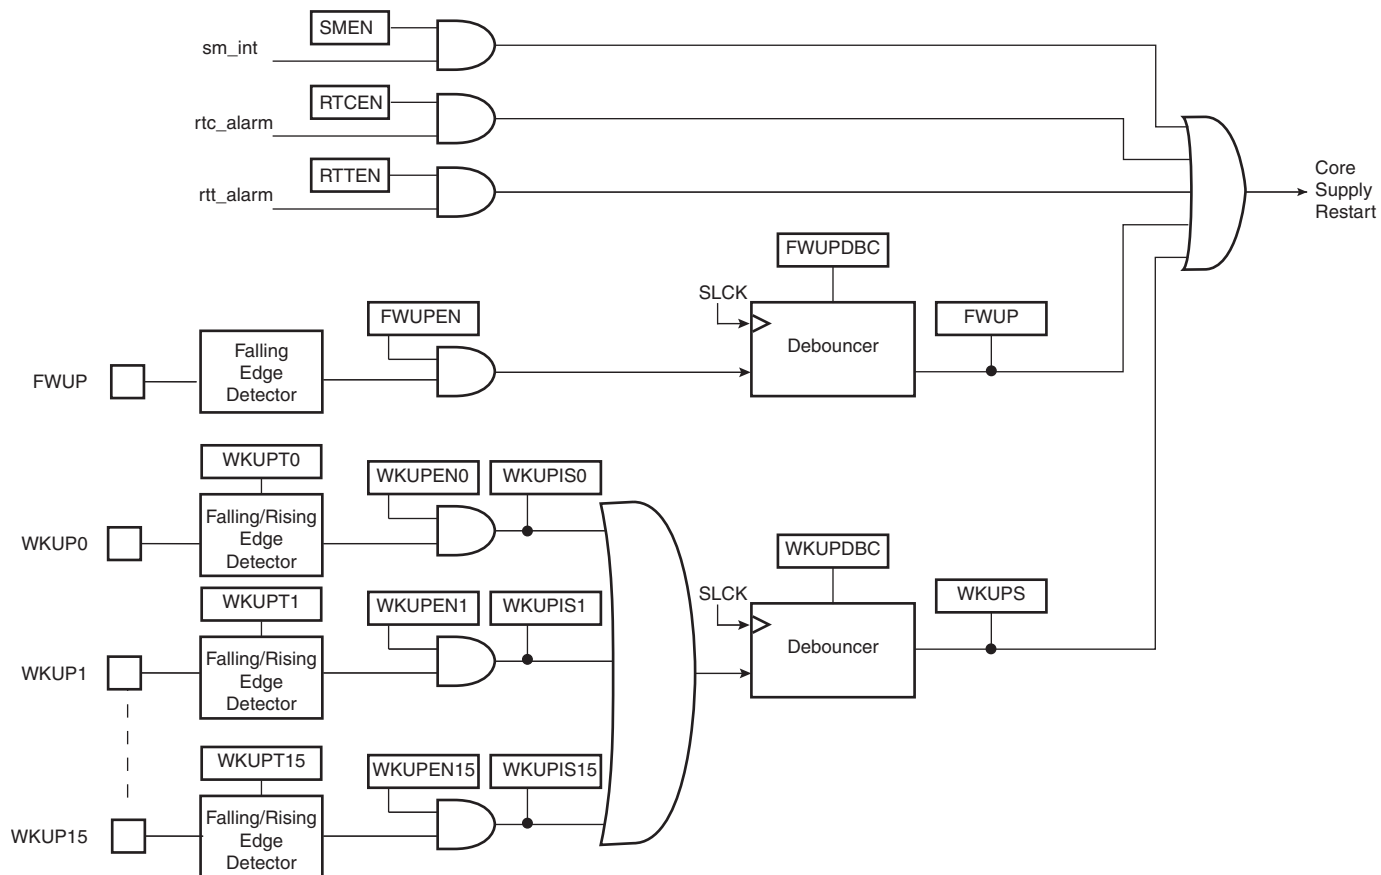 SMEN
sm_int
RTCEN
rtc_alarm
RTTEN
rtt_alarm
Core
Supply
Restart
FWUPDBC
SLCK
FWUPEN
FWUP
Falling
Edge
Detector
Debouncer
FWUP
WKUPT0
WKUPEN0
WKUPIS0
Falling/Rising
Edge
Detector
WKUP0
WKUPDBC
SLCK
WKUPT1
WKUPEN1
WKUPIS1
WKUPS
Falling/Rising
Edge
Detector
Debouncer
WKUP1
WKUPT15
WKUPEN15
WKUPIS15
Falling/Rising
Edge
Detector
WKUP15